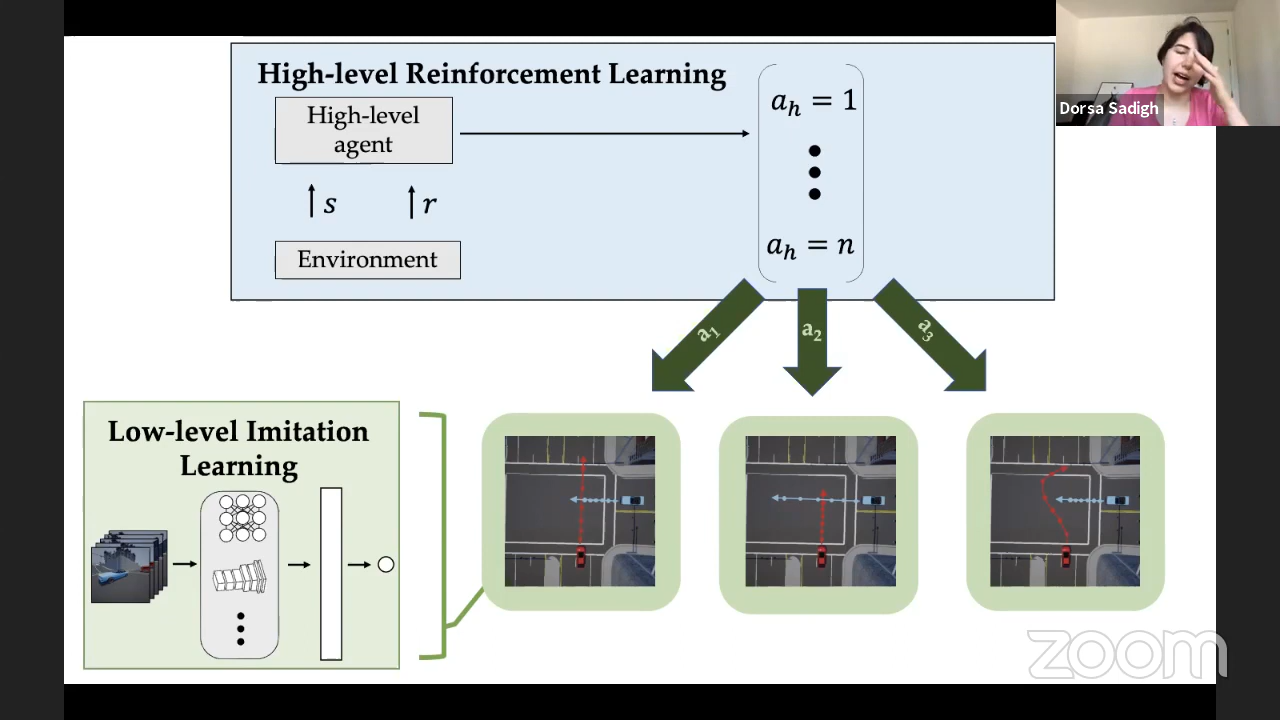 High-level Reinforcement Learning
High-level
agent
s
r
Environment
a_h = 1
a_h = n
a₁
a₂
a₃
Low-level Imitation
Learning
Dorsa Sadigh
zoom